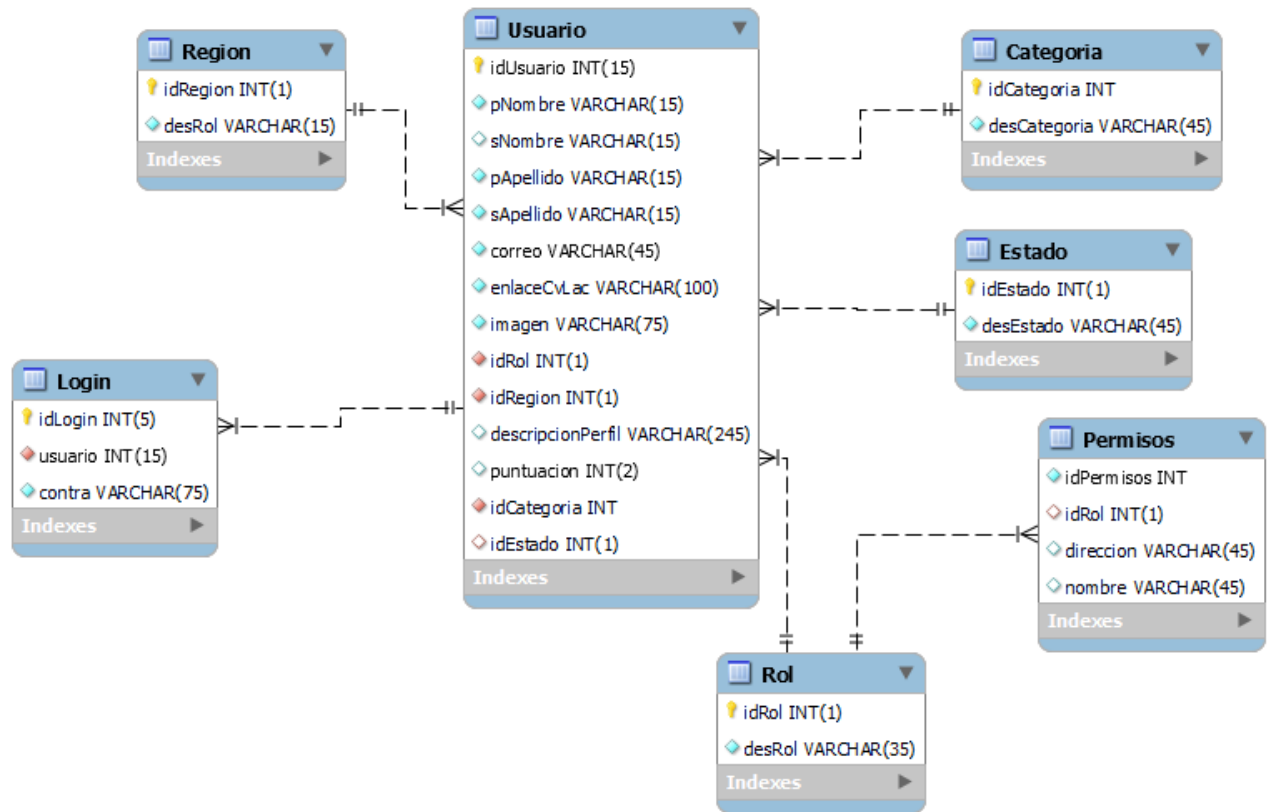 Region
idRegion INT(1)
desRol VARCHAR(15)
Indexes
Usuario
idUsuario INT(15)
pNombre VARCHAR(15)
sNombre VARCHAR(15)
pApellido VARCHAR(15)
sApellido VARCHAR(15)
correo VARCHAR(45)
enlaceCvLac VARCHAR(100)
imagen VARCHAR(75)
idRol INT(1)
idRegion INT(1)
descripcionPerfil VARCHAR(245)
puntuacion INT(2)
idCategoria INT
idEstado INT(1)
Indexes
Categoria
idCategoria INT
desCategoria VARCHAR(45)
Indexes
Estado
idEstado INT(1)
desEstado VARCHAR(45)
Indexes
Login
idLogin INT(5)
usuario INT(15)
contra VARCHAR(75)
Indexes
Permisos
idPermisos INT
idRol INT(1)
direccion VARCHAR(45)
nombre VARCHAR(45)
Indexes
Rol
idRol INT(1)
desRol VARCHAR(35)
Indexes